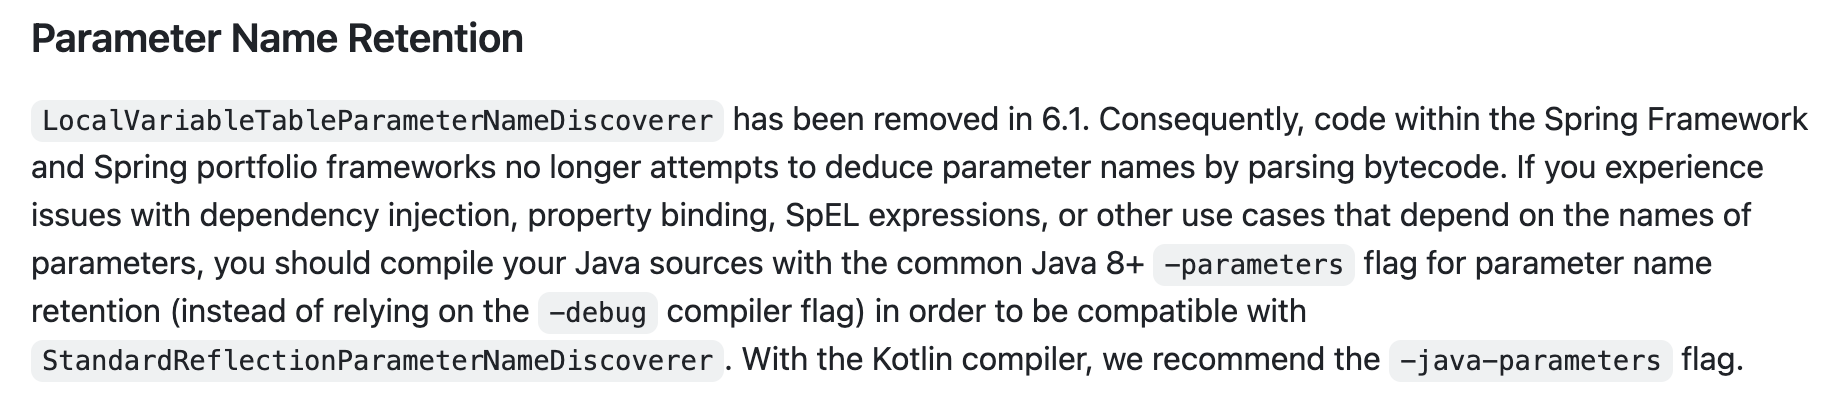 Parameter Name Retention
LocalVariableTableParameterNameDiscoverer has been removed in 6.1. Consequently, code within the Spring Framework
and Spring portfolio frameworks no longer attempts to deduce parameter names by parsing bytecode. If you experience
issues with dependency injection, property binding, SpEL expressions, or other use cases that depend on the names of
parameters, you should compile your Java sources with the common Java 8+ -parameters flag for parameter name
retention (instead of relying on the -debug compiler flag) in order to be compatible with
StandardReflectionParameterNameDiscoverer. With the Kotlin compiler, we recommend the -java-parameters flag.